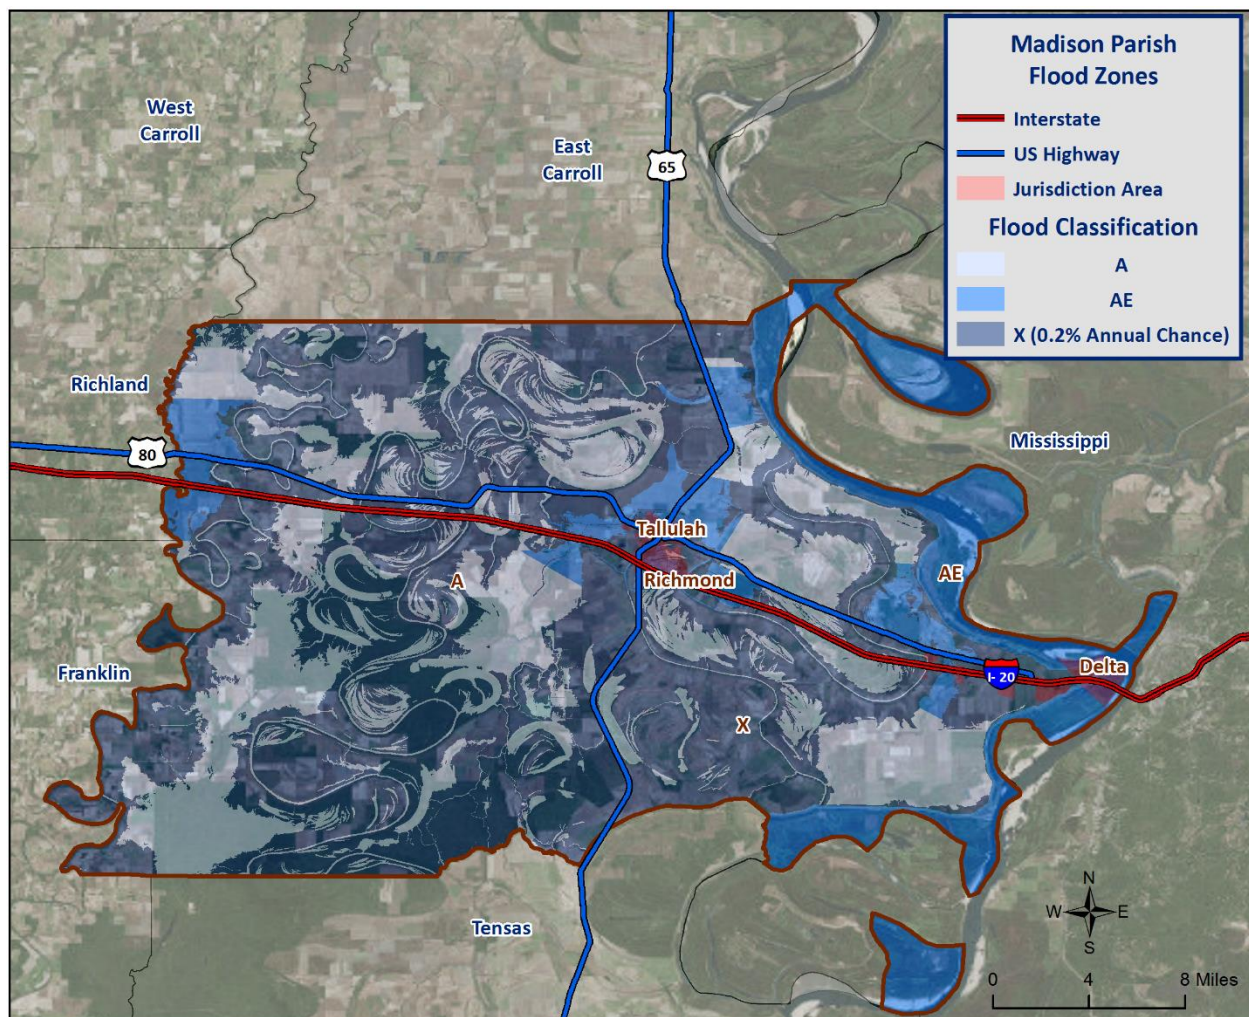 Madison Parish
Flood Zones
Interstate
US Highway
Jurisdiction Area
Flood Classification
A
AE
X (0.2% Annual Chance)
West
Carroll
East
Carroll
65
Richland
80
Mississippi
Tallulah
Richmond
A
AE
Franklin
I- 20
Delta
X
Tensas
N
W
E
S
0
4
8 Miles